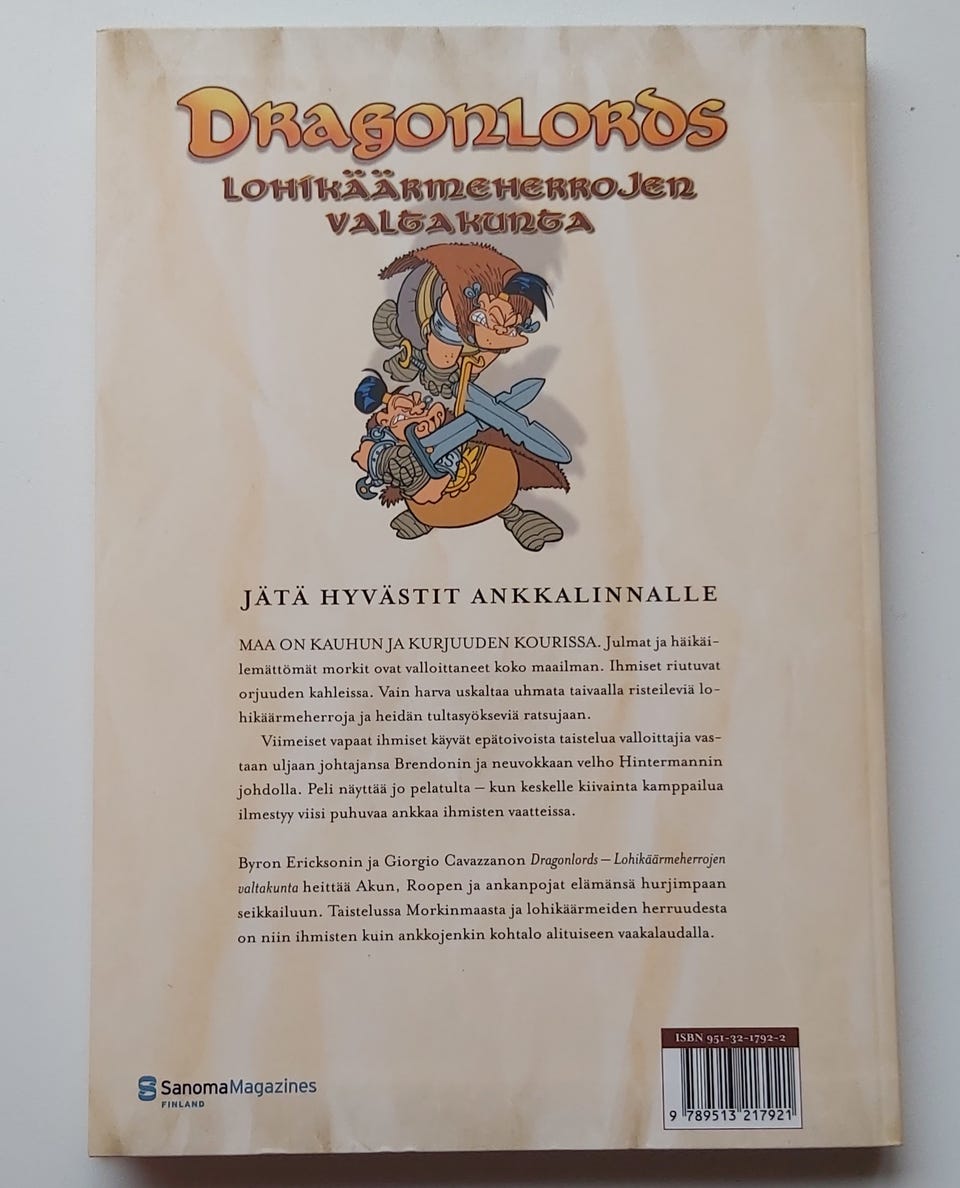 DRAGONLORDS
LOHIKÄÄRMEHERROJEN
VALTAKUNTA
JÄTÄ HYVÄSTIT ANKKALINNALLE
MAA ON KAUHUN JA KURJUUDEN KOURISSA. Julmat ja häikäi-
lemättömät morkit ovat valloittaneet koko maailman. Ihmiset riutuvat
orjuuden kahleissa. Vain harva uskaltaa uhmata taivaalla risteileviä lo-
hikäärmeherroja ja heidän tultasyökseviä ratsujaan.
Viimeiset vapaat ihmiset käyvät epätoivoista taistelua valloittajia vas-
taan uljaan johtajansa Brendonin ja neuvokkaan velho Hintermannin
johdolla. Peli näyttää jo pelatulta – kun keskelle kiivainta kamppailua
ilmestyy viisi puhuvaa ankkaa ihmisten vaatteissa.
Byron Ericksonin ja Giorgio Cavazzanon Dragonlords – Lohikäärmeherrojen
valtakunta heittää Akun, Roopen ja ankanpojat elämänsä hurjimpaan
seikkailuun. Taistelussa Morkinmaasta ja lohikäärmeiden herruudesta
on niin ihmisten kuin ankkojenkin kohtalo alituiseen vaakalaudalla.
ISBN 951-32-1792-2
SanomaMagazines
FINLAND
9 789513 217921